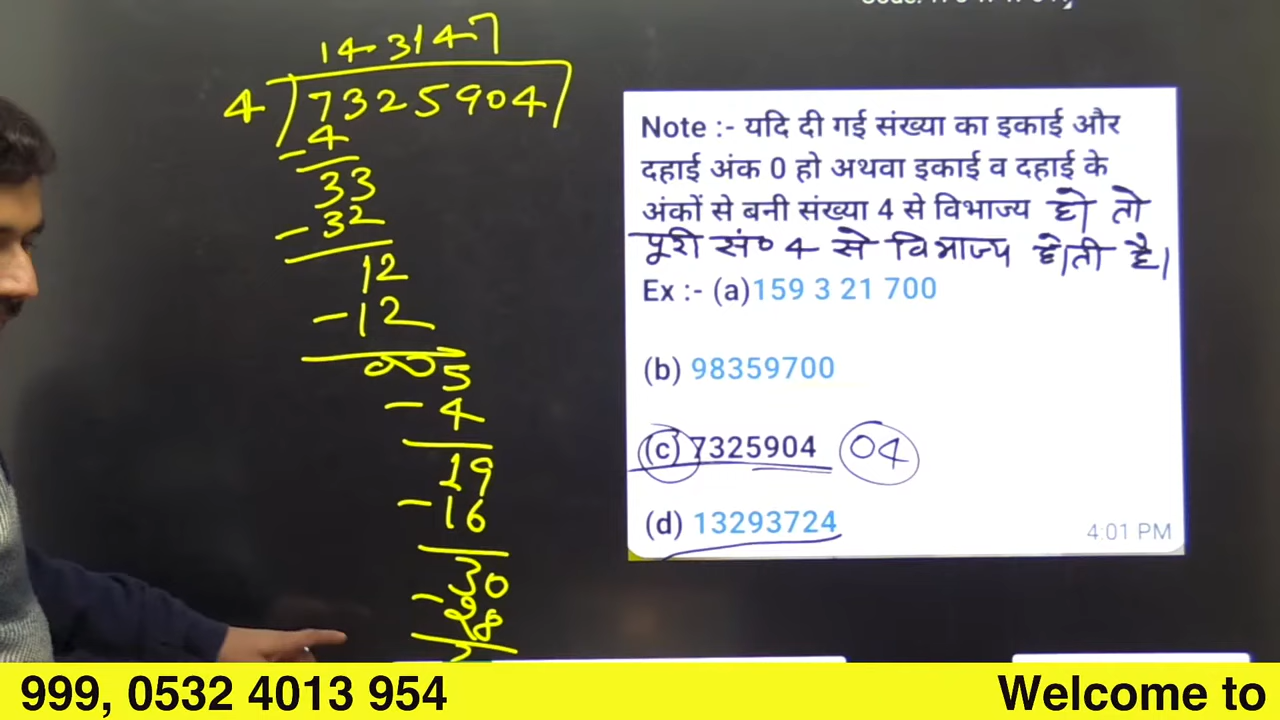 143147
4 ) 7325904
- 4
33
- 32
12
- 12
00 5
- 4
19
- 16
30
- 28
Note :- यदि दी गई संख्या का इकाई और
दहाई अंक 0 हो अथवा इकाई व दहाई के
अंकों से बनी संख्या 4 से विभाज्य हो तो
पूरी सं० 4 से विभाज्य होती है।
Ex :- (a)159 3 21 700
(b) 98359700
(c) 7325904 04
(d) 13293724
4:01 PM
999, 0532 4013 954 Welcome to